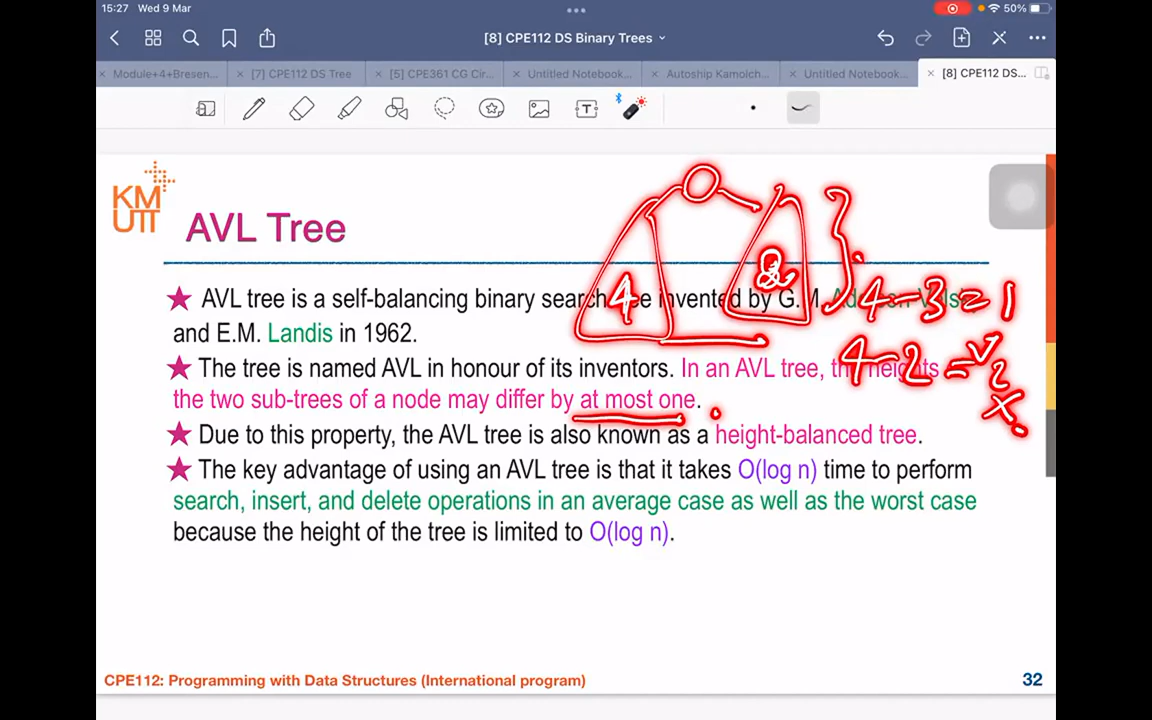 15:27 Wed 9 Mar
50%
[8] CPE112 DS Binary Trees
Module+4+Bresen...
[7] CPE112 DS Tree
[5] CPE361 CG Cir...
Untitled Notebook...
Autoship Kamolch...
Untitled Notebook...
[8] CPE112 DS...
KM
UTT
AVL Tree
4
4-3=1
AVL tree is a self-balancing binary search tree invented by G.M.
and E.M. Landis in 1962.
4-2=
2
The tree is named AVL in honour of its inventors. In an AVL tree, the heights
the two sub-trees of a node may differ by at most one.
Due to this property, the AVL tree is also known as a height-balanced tree.
The key advantage of using an AVL tree is that it takes O(log n) time to perform
search, insert, and delete operations in an average case as well as the worst case
because the height of the tree is limited to O(log n).
CPE112: Programming with Data Structures (International program)
32